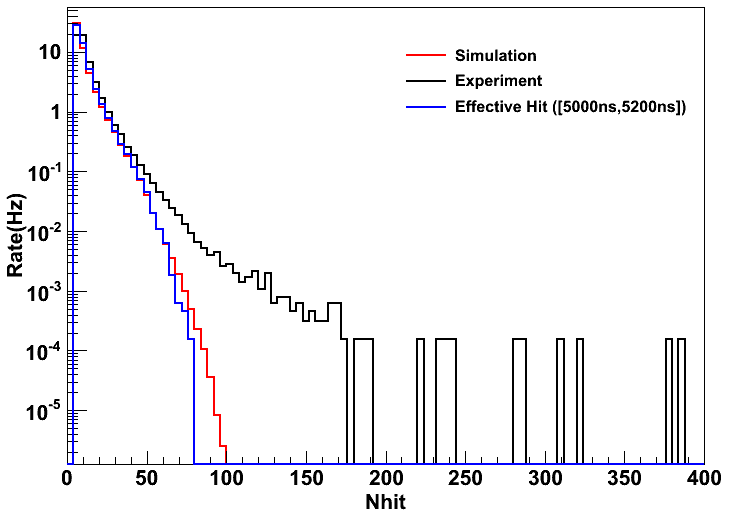 Simulation
Experiment
Effective Hit ([5000ns,5200ns])
Rate(Hz)
10
1
10^-1
10^-2
10^-3
10^-4
10^-5
0 50 100 150 200 250 300 350 400
Nhit